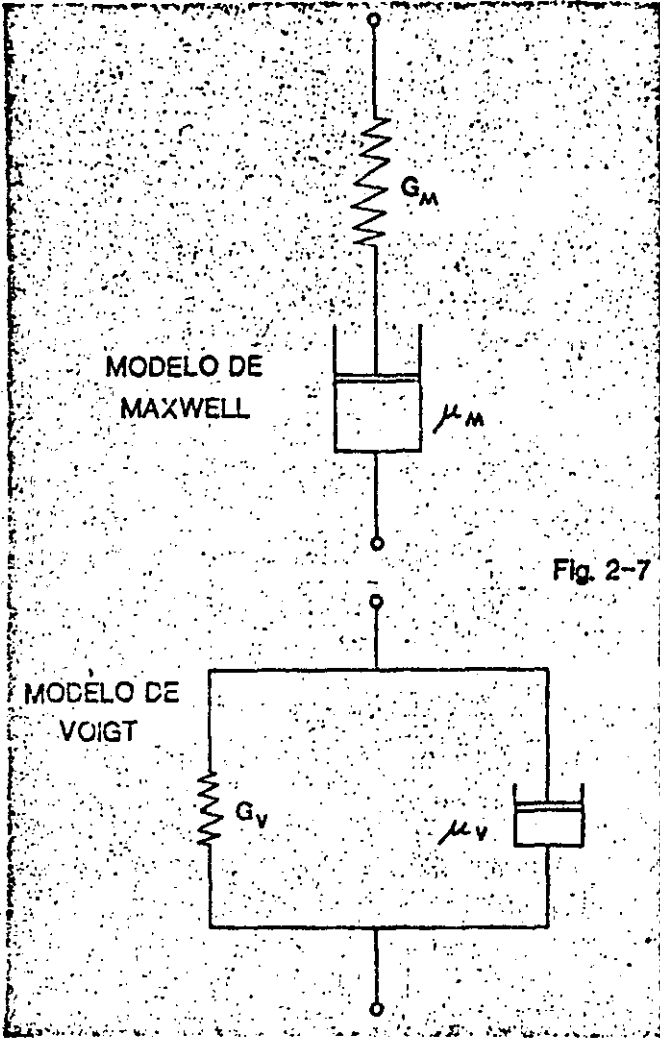 G_M
MODELO DE
MAXWELL
μ_M
Fig. 2-7
MODELO DE
VOIGT
G_V
μ_V